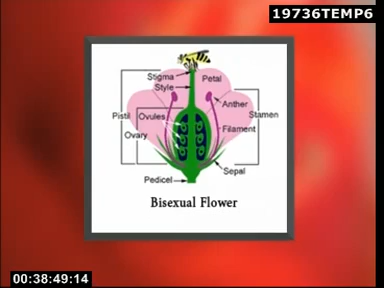 19736TEMP6
Stigma
Style
Petal
Anther
Pistil
Ovules
Stamen
Ovary
Filament
Sepal
Pedicel
Bisexual Flower
00:38:49:14